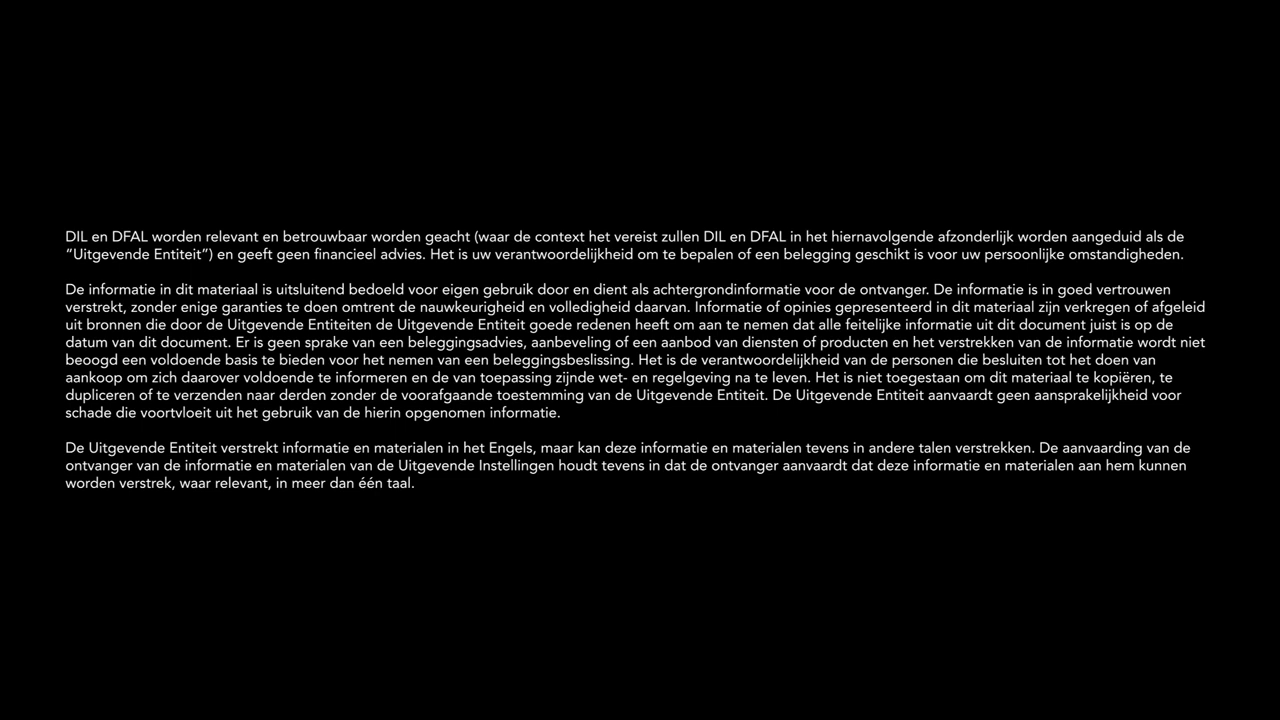 DIL en DFAL worden relevant en betrouwbaar worden geacht (waar de context het vereist zullen DIL en DFAL in het hiernavolgende afzonderlijk worden aangeduid als de
“Uitgevende Entiteit”) en geeft geen financieel advies. Het is uw verantwoordelijkheid om te bepalen of een belegging geschikt is voor uw persoonlijke omstandigheden.
De informatie in dit materiaal is uitsluitend bedoeld voor eigen gebruik door en dient als achtergrondinformatie voor de ontvanger. De informatie is in goed vertrouwen
verstrekt, zonder enige garanties te doen omtrent de nauwkeurigheid en volledigheid daarvan. Informatie of opinies gepresenteerd in dit materiaal zijn verkregen of afgeleid
uit bronnen die door de Uitgevende Entiteiten de Uitgevende Entiteit goede redenen heeft om aan te nemen dat alle feitelijke informatie uit dit document juist is op de
datum van dit document. Er is geen sprake van een beleggingsadvies, aanbeveling of een aanbod van diensten of producten en het verstrekken van de informatie wordt niet
beoogd een voldoende basis te bieden voor het nemen van een beleggingsbeslissing. Het is de verantwoordelijkheid van de personen die besluiten tot het doen van
aankoop om zich daarover voldoende te informeren en de van toepassing zijnde wet- en regelgeving na te leven. Het is niet toegestaan om dit materiaal te kopiëren, te
dupliceren of te verzenden naar derden zonder de voorafgaande toestemming van de Uitgevende Entiteit. De Uitgevende Entiteit aanvaardt geen aansprakelijkheid voor
schade die voortvloeit uit het gebruik van de hierin opgenomen informatie.
De Uitgevende Entiteit verstrekt informatie en materialen in het Engels, maar kan deze informatie en materialen tevens in andere talen verstrekken. De aanvaarding van de
ontvanger van de informatie en materialen van de Uitgevende Instellingen houdt tevens in dat de ontvanger aanvaardt dat deze informatie en materialen aan hem kunnen
worden verstrek, waar relevant, in meer dan één taal.